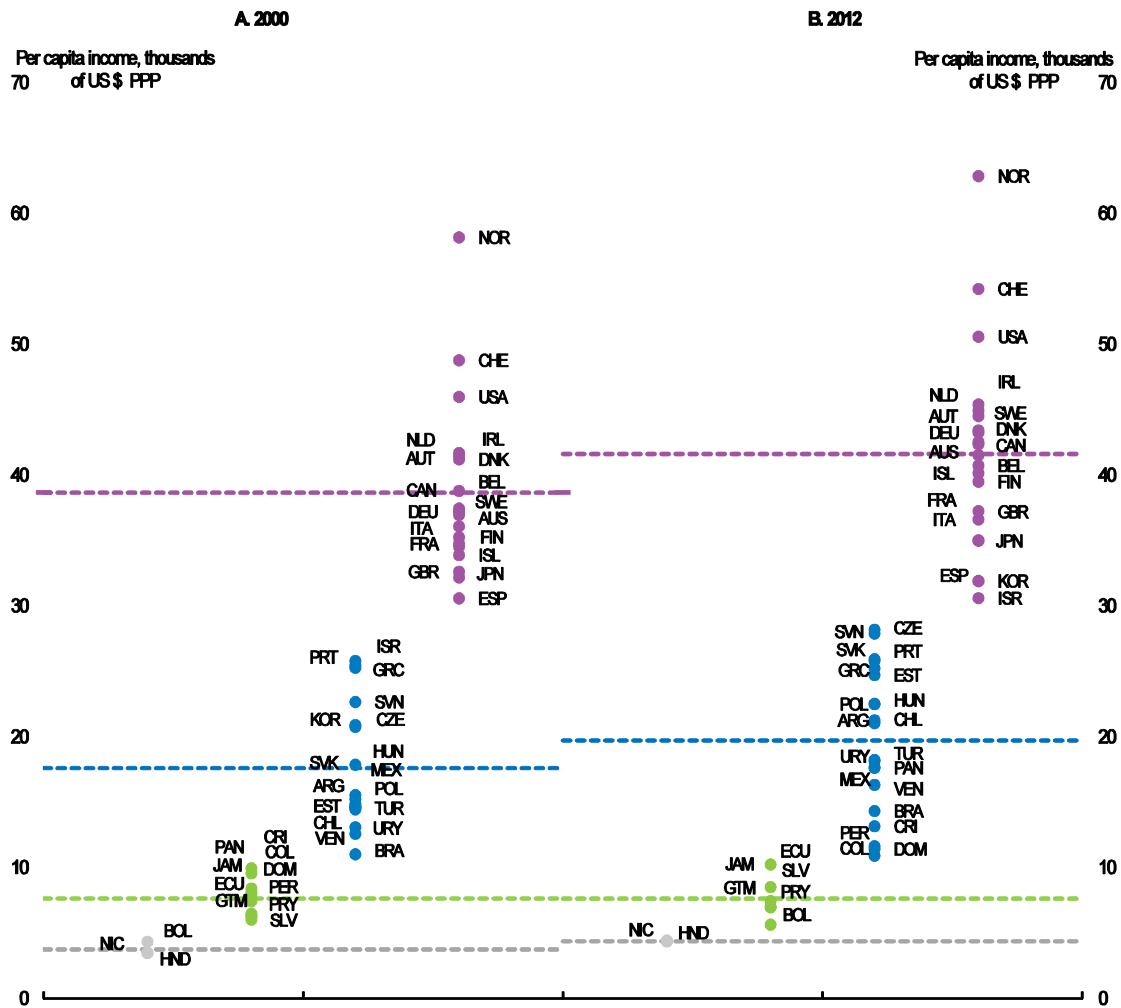 A. 2000
B. 2012
Per capita income, thousands
of US $ PPP
Per capita income, thousands
of US $ PPP
70
70
NOR
60
60
NOR
CHE
50
50
USA
CHE
IRL
USA
NLD
SWE
AUT
DNK
DEU
NLD
IRL
CAN
AUS
AUT
DNK
BEL
ISL
40
40
BEL
FIN
CAN
SWE
FRA
DEU
AUS
GBR
ITA
ITA
FIN
FRA
ISL
JPN
GBR
JPN
ESP
KOR
ESP
ISR
30
30
SVN
CZE
ISR
SVK
PRT
PRT
GRC
GRC
EST
SVN
POL
HUN
KOR
CZE
ARG
CHL
20
20
HUN
URY
TUR
SVK
MEX
PAN
ARG
POL
MEX
VEN
EST
TUR
BRA
CHL
URY
CRI
VEN
PER
CRI
PAN
COL
BRA
COL
DOM
ECU
10
10
JAM
DOM
JAM
SLV
ECU
PER
GTM
PRY
GTM
PRY
SLV
BOL
BOL
NIC
HND
NIC
HND
0
0